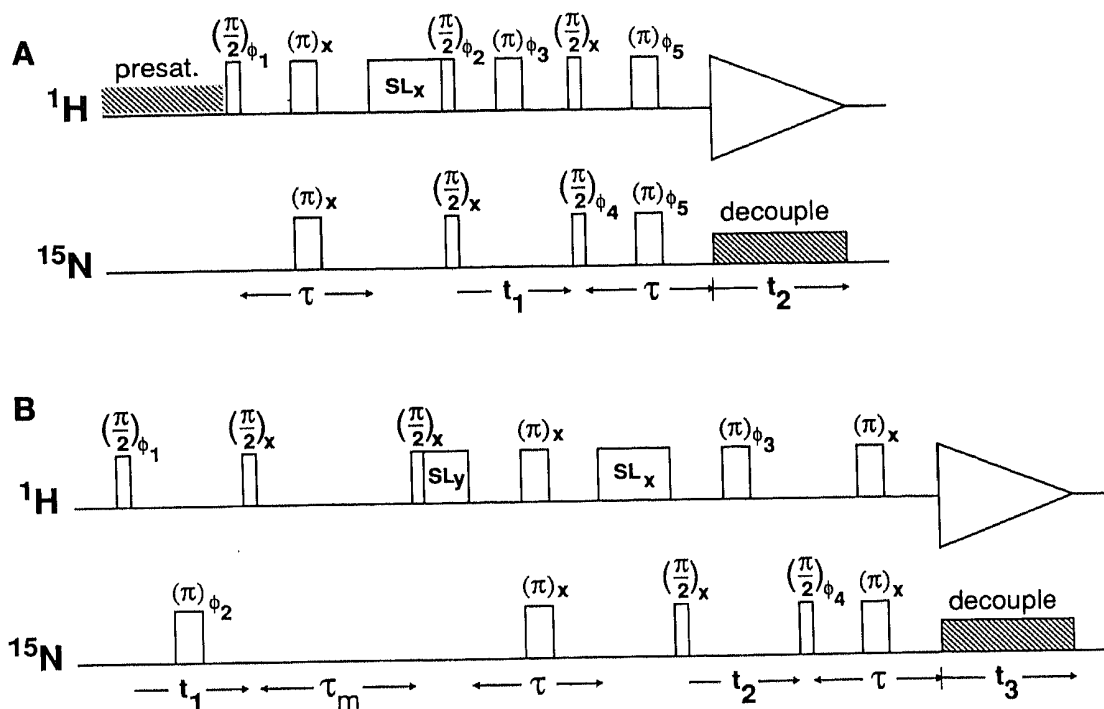 A
presat.
(π/2)ϕ1 (π)x SLx (π/2)ϕ2 (π)ϕ3 (π/2)x (π)ϕ5
¹H
(π)x (π/2)x (π/2)ϕ4 (π)ϕ5 decouple
¹⁵N
τ t1 τ t2
B
(π/2)ϕ1 (π/2)x (π/2)x SLy (π)x SLx (π)ϕ3 (π)x
¹H
(π)ϕ2 (π)x (π/2)x (π/2)ϕ4 (π)x decouple
¹⁵N
t1 τm τ t2 τ t3